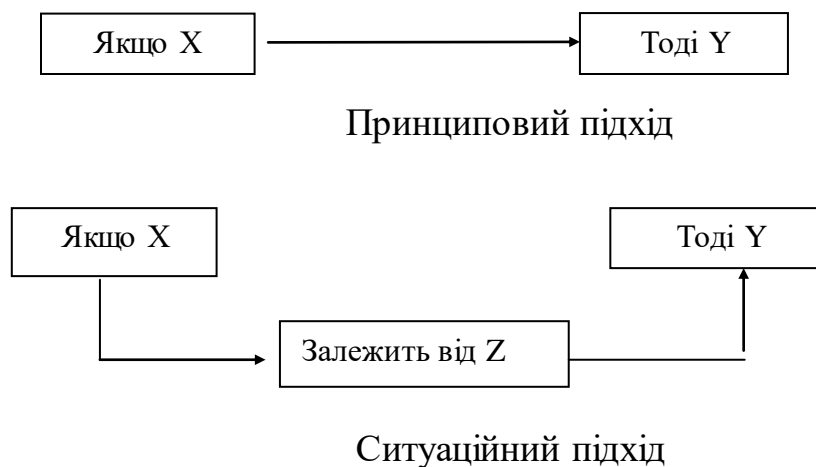 Якщо X
Тоді Y
Принциповий підхід
Якщо X
Тоді Y
Залежить від Z
Ситуаційний підхід